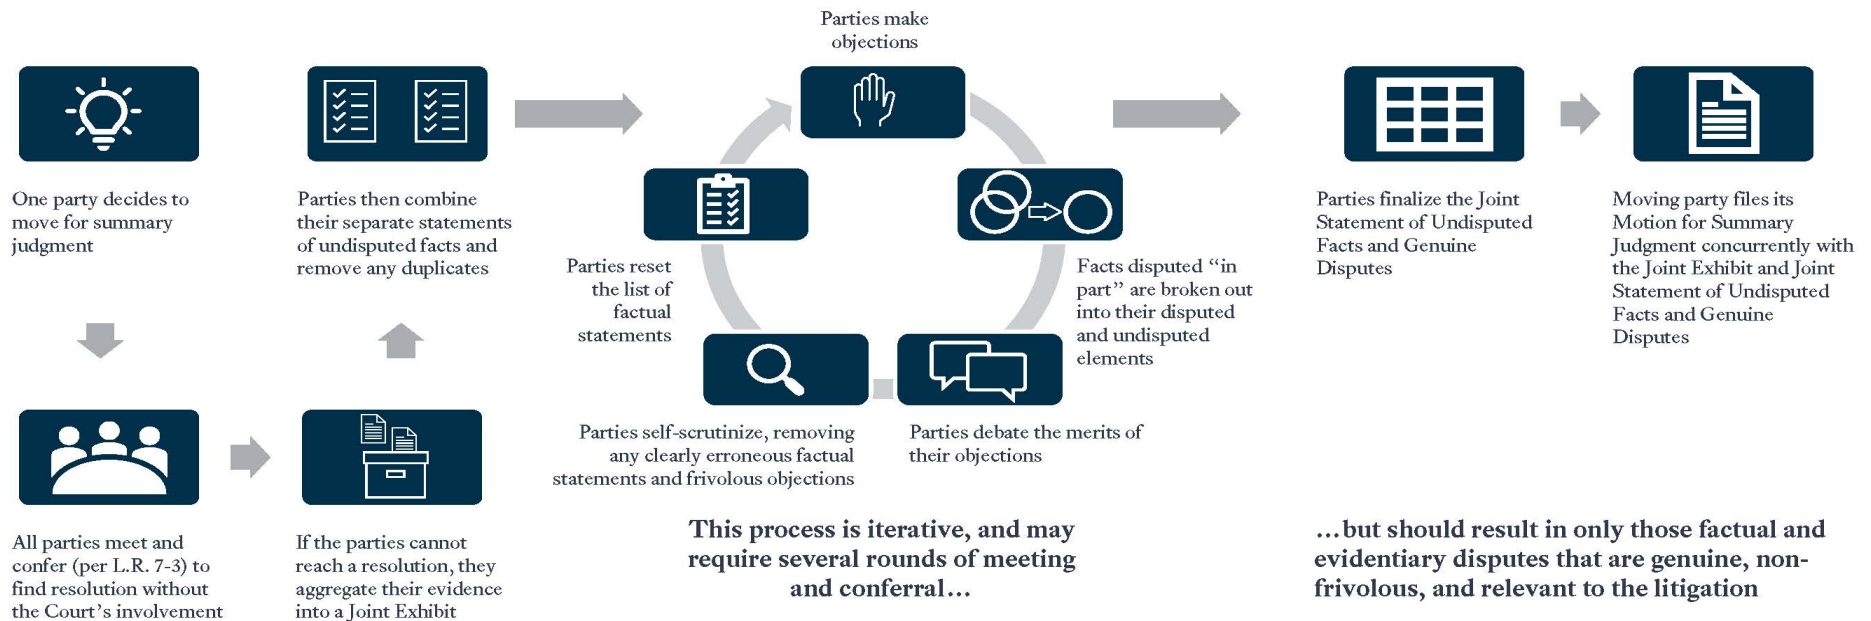 One party decides to
move for summary
judgment
All parties meet and
confer (per L.R. 7-3) to
find resolution without
the Court's involvement
If the parties cannot
reach a resolution, they
aggregate their evidence
into a Joint Exhibit
Parties then combine
their separate statements
of undisputed facts and
remove any duplicates
Parties make
objections
Facts disputed “in
part” are broken out
into their disputed
and undisputed
elements
Parties debate the merits of
their objections
Parties self-scrutinize, removing
any clearly erroneous factual
statements and frivolous objections
Parties reset
the list of
factual
statements
This process is iterative, and may
require several rounds of meeting
and conferral…
Parties finalize the Joint
Statement of Undisputed
Facts and Genuine
Disputes
Moving party files its
Motion for Summary
Judgment concurrently with
the Joint Exhibit and Joint
Statement of Undisputed
Facts and Genuine
Disputes
…but should result in only those factual and
evidentiary disputes that are genuine, non-
frivolous, and relevant to the litigation